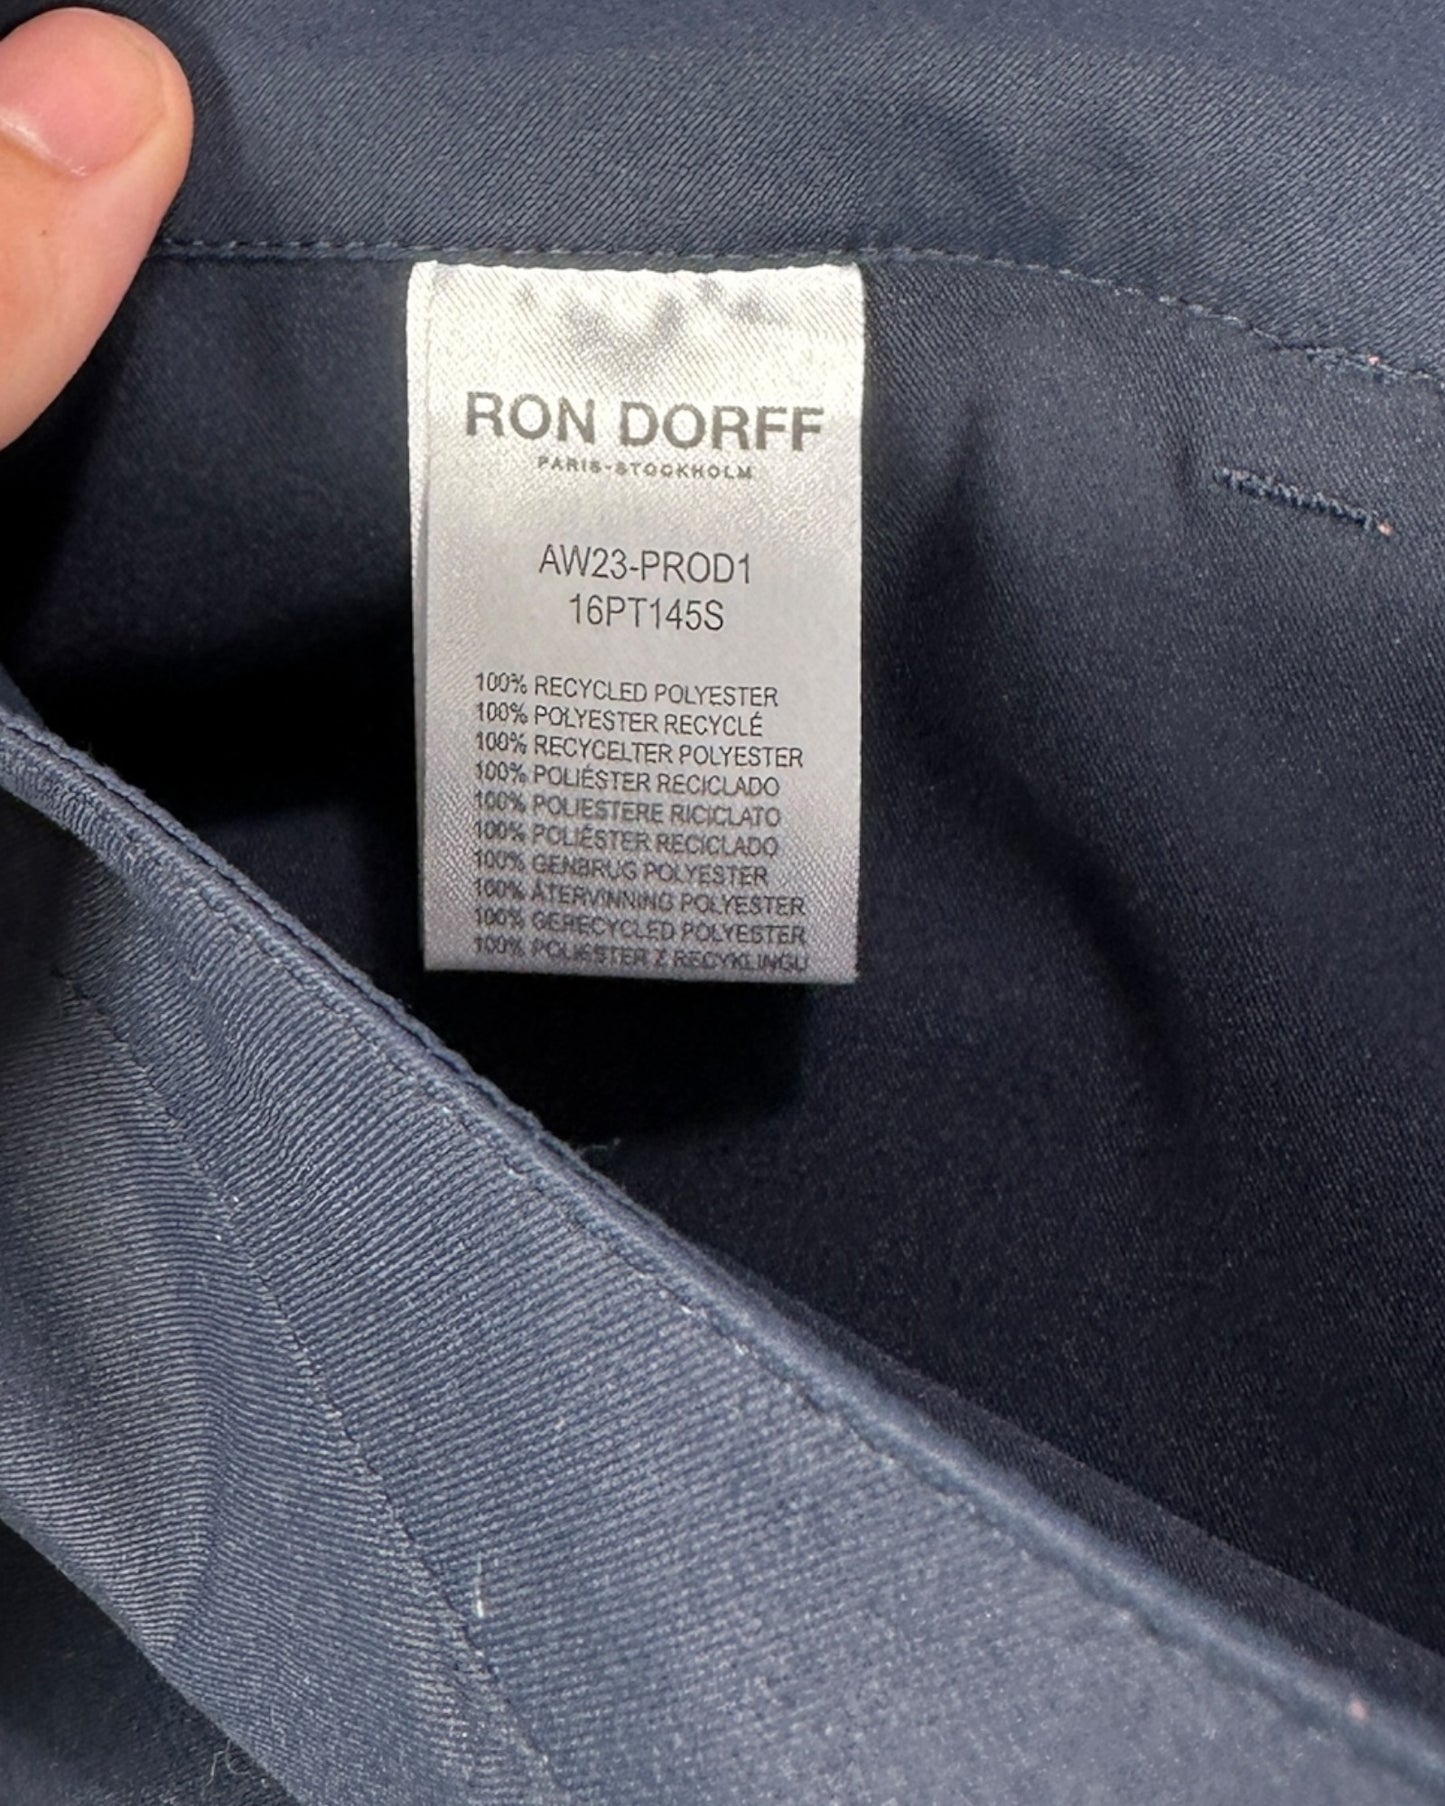 RON DORFF
PARIS-STOCKHOLM
AW23-PROD1
16PT145S
100% RECYCLED POLYESTER
100% POLYESTER RECYCLÉ
100% RECYCELTER POLYESTER
100% POLIÉSTER RECICLADO
100% POLIESTERE RICICLATO
100% POLIÉSTER RECICLADO
100% GENBRUG POLYESTER
100% ÅTERVINNING POLYESTER
100% GERECYCLED POLYESTER
100% POLIESTER Z RECYKLINGU